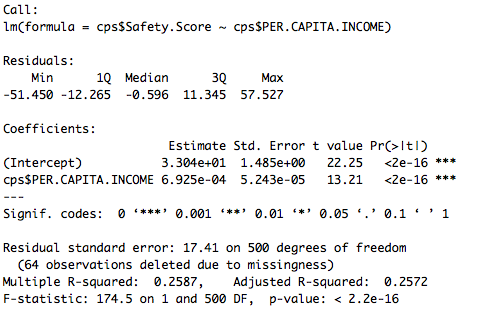 Call:
lm(formula = cps$Safety.Score ~ cps$PER.CAPITA.INCOME)
Residuals:
Min 1Q Median 3Q Max
-51.450 -12.265 -0.596 11.345 57.527
Coefficients:
Estimate Std. Error t value Pr(>|t|)
(Intercept) 3.304e+01 1.485e+00 22.25 <2e-16 ***
cps$PER.CAPITA.INCOME 6.925e-04 5.243e-05 13.21 <2e-16 ***
---
Signif. codes: 0 ‘***’ 0.001 ‘**’ 0.01 ‘*’ 0.05 ‘.’ 0.1 ‘ ’ 1
Residual standard error: 17.41 on 500 degrees of freedom
(64 observations deleted due to missingness)
Multiple R-squared: 0.2587, Adjusted R-squared: 0.2572
F-statistic: 174.5 on 1 and 500 DF, p-value: < 2.2e-16